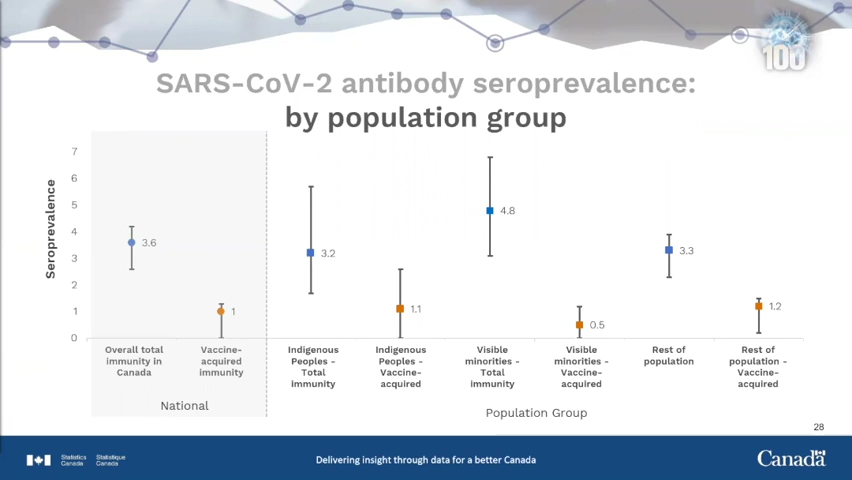 100
SARS-CoV-2 antibody seroprevalence:
by population group
Seroprevalence
7
6
5
4
3
2
1
0
3.6
1
3.2
1.1
4.8
0.5
3.3
1.2
Overall total
immunity in
Canada
Vaccine-
acquired
immunity
Indigenous
Peoples -
Total
immunity
Indigenous
Peoples -
Vaccine-
acquired
Visible
minorities -
Total
immunity
Visible
minorities -
Vaccine-
acquired
Rest of
population
Rest of
population -
Vaccine-
acquired
National
Population Group
28
Statistics
Canada
Statistique
Canada
Delivering insight through data for a better Canada
Canada